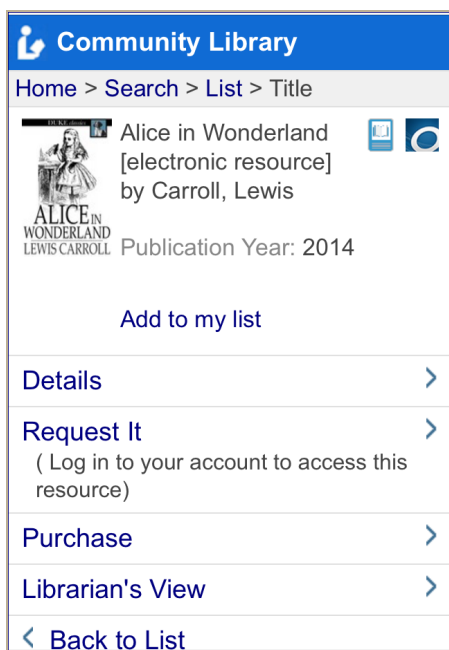 Community Library
Home > Search > List > Title
DUKE classics
ALICE IN
WONDERLAND
LEWIS CARROLL
Alice in Wonderland
[electronic resource]
by Carroll, Lewis
Publication Year: 2014
Add to my list
Details
Request It
( Log in to your account to access this
resource)
Purchase
Librarian's View
Back to List